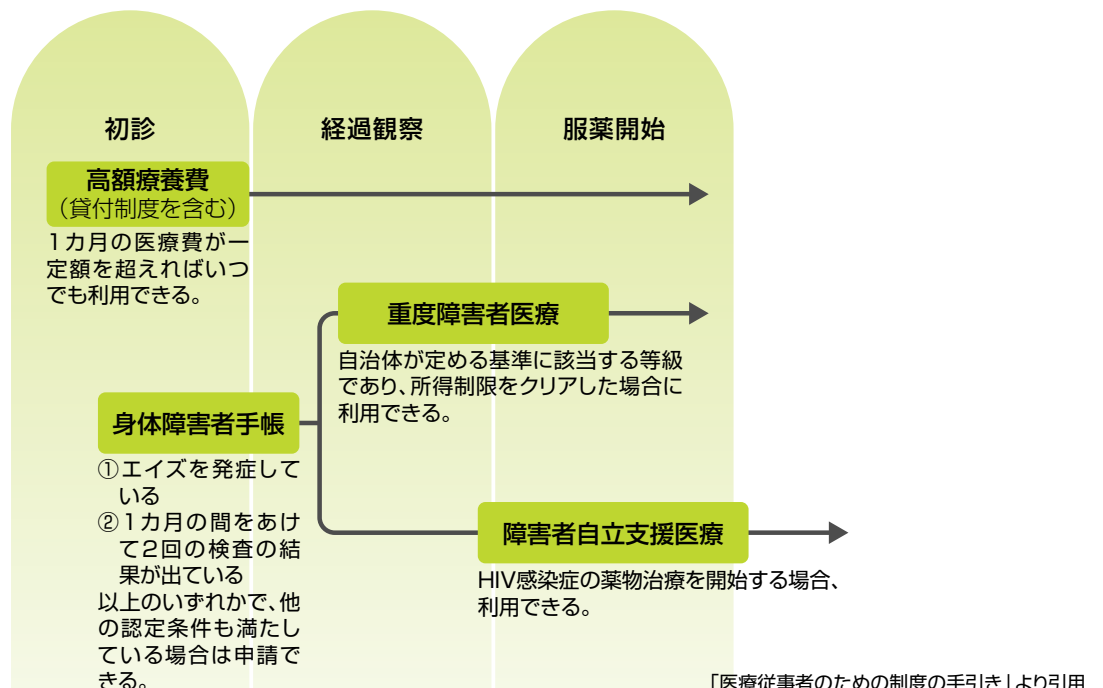 初診
経過観察
服薬開始
高額療養費
（貸付制度を含む）
1カ月の医療費が一
定額を超えればいつ
でも利用できる。
重度障害者医療
自治体が定める基準に該当する等級
であり、所得制限をクリアした場合に
利用できる。
身体障害者手帳
①エイズを発症して
いる
②1カ月の間をあけ
て2回の検査の結
果が出ている
以上のいずれかで、他
の認定条件も満たし
ている場合は申請で
きる。
障害者自立支援医療
HIV感染症の薬物治療を開始する場合、
利用できる。
「医療従事者のための制度の手引き」より引用